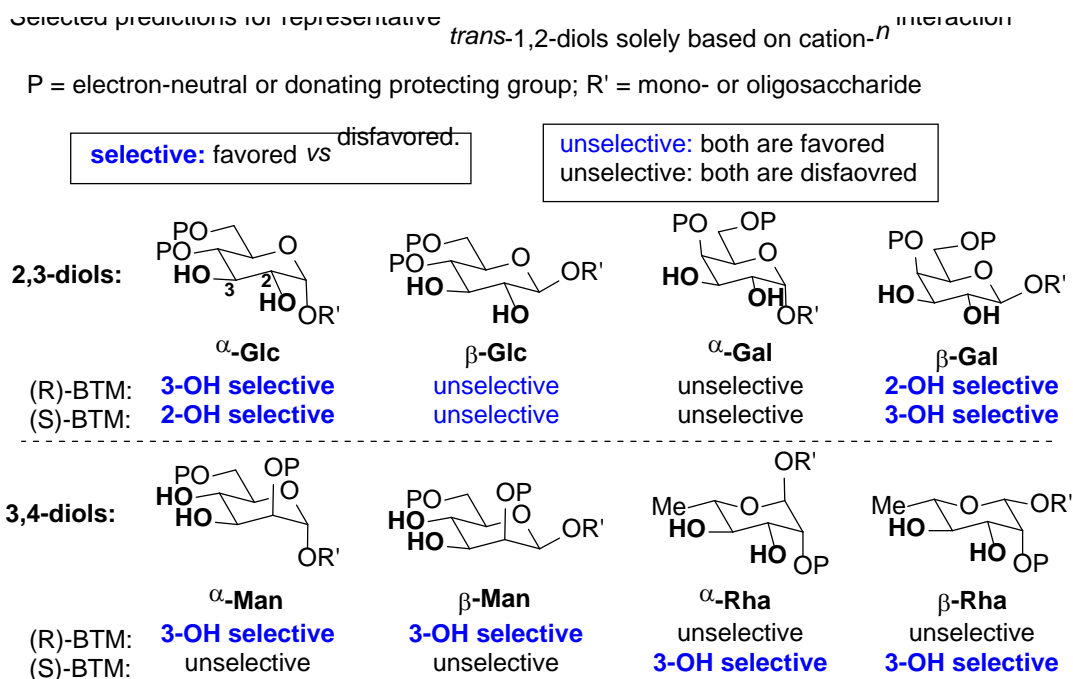 Selected predictions for representative trans-1,2-diols solely based on cation-n interaction
P = electron-neutral or donating protecting group; R' = mono- or oligosaccharide
selective: favored vs disfavored.
unselective: both are favored
unselective: both are disfaovred
2,3-diols:
PO
PO
HO
3
2
HO
O
OR'
α-Glc
PO
PO
HO
HO
O
OR'
β-Glc
PO
OP
HO
OH
O
OR'
α-Gal
PO
OP
HO
OH
O
OR'
β-Gal
(R)-BTM: 3-OH selective unselective unselective 2-OH selective
(S)-BTM: 2-OH selective unselective unselective 3-OH selective
3,4-diols:
PO
OP
HO
HO
O
OR'
α-Man
PO
OP
HO
HO
O
OR'
β-Man
OR'
Me
O
HO
HO
OP
α-Rha
Me
O
OR'
HO
HO
OP
β-Rha
(R)-BTM: 3-OH selective 3-OH selective unselective unselective
(S)-BTM: unselective unselective 3-OH selective 3-OH selective